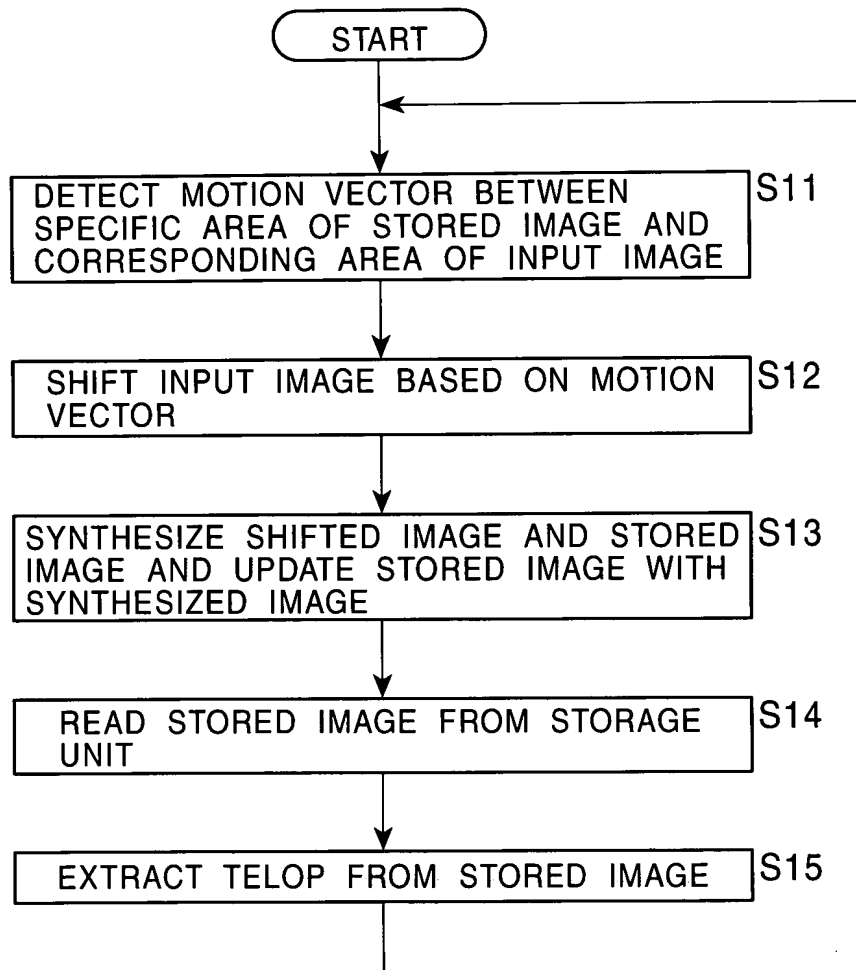 START
DETECT MOTION VECTOR BETWEEN
SPECIFIC AREA OF STORED IMAGE AND
CORRESPONDING AREA OF INPUT IMAGE
S11
SHIFT INPUT IMAGE BASED ON MOTION
VECTOR
S12
SYNTHESIZE SHIFTED IMAGE AND STORED
IMAGE AND UPDATE STORED IMAGE WITH
SYNTHESIZED IMAGE
S13
READ STORED IMAGE FROM STORAGE
UNIT
S14
EXTRACT TELOP FROM STORED IMAGE
S15